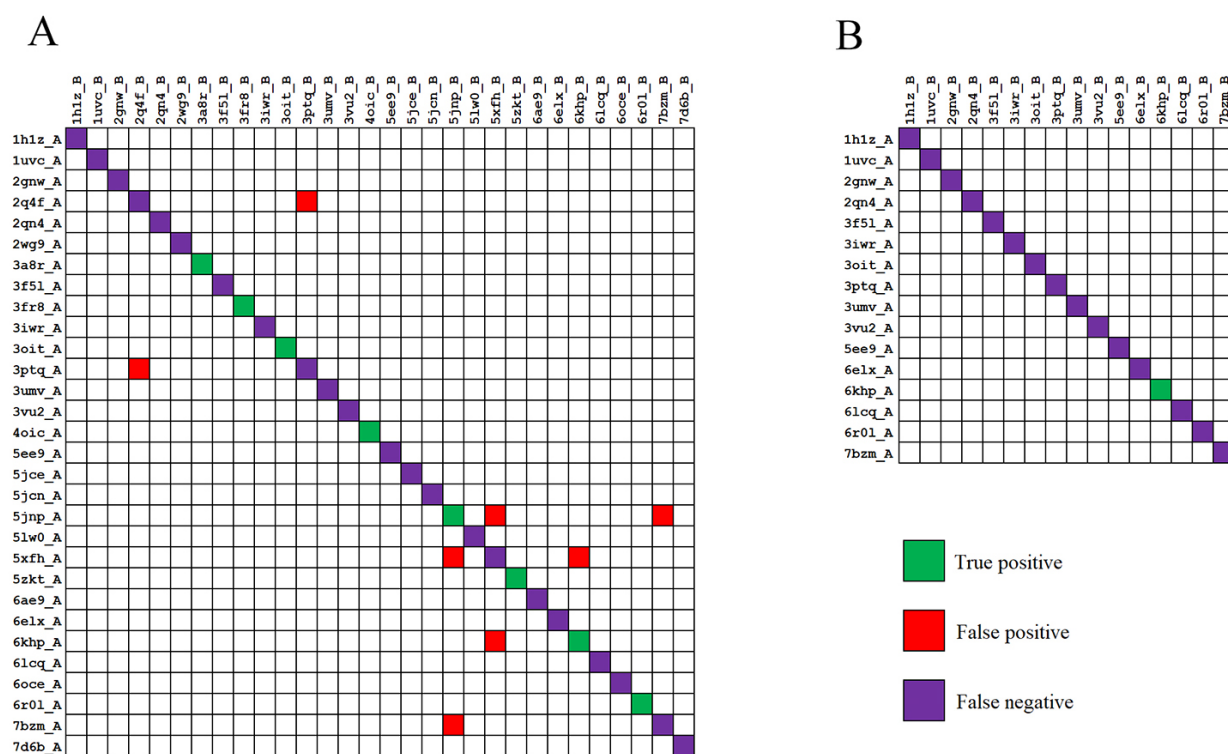 A
B
1h1z_B 1uvc_B 2gnw_B 2q4f_B 2qn4_B 2wg9_B 3a8r_B 3f5l_B 3fr8_B 3iwr_B 3oit_B 3ptq_B 3umv_B 3vu2_B 4oic_B 5ee9_B 5jce_B 5jcn_B 5jnp_B 5lw0_B 5xfh_B 5zkt_B 6ae9_B 6elx_B 6khp_B 6lcq_B 6oce_B 6r0l_B 7bzm_B 7d6b_B
1h1z_A
1uvc_A
2gnw_A
2q4f_A
2qn4_A
2wg9_A
3a8r_A
3f5l_A
3fr8_A
3iwr_A
3oit_A
3ptq_A
3umv_A
3vu2_A
4oic_A
5ee9_A
5jce_A
5jcn_A
5jnp_A
5lw0_A
5xfh_A
5zkt_A
6ae9_A
6elx_A
6khp_A
6lcq_A
6oce_A
6r0l_A
7bzm_A
7d6b_A
1h1z_B 1uvc_B 2gnw_B 2qn4_B 3f5l_B 3iwr_B 3oit_B 3ptq_B 3umv_B 3vu2_B 5ee9_B 6elx_B 6khp_B 6lcq_B 6r0l_B 7bzm_B
1h1z_A
1uvc_A
2gnw_A
2qn4_A
3f5l_A
3iwr_A
3oit_A
3ptq_A
3umv_A
3vu2_A
5ee9_A
6elx_A
6khp_A
6lcq_A
6r0l_A
7bzm_A
True positive
False positive
False negative